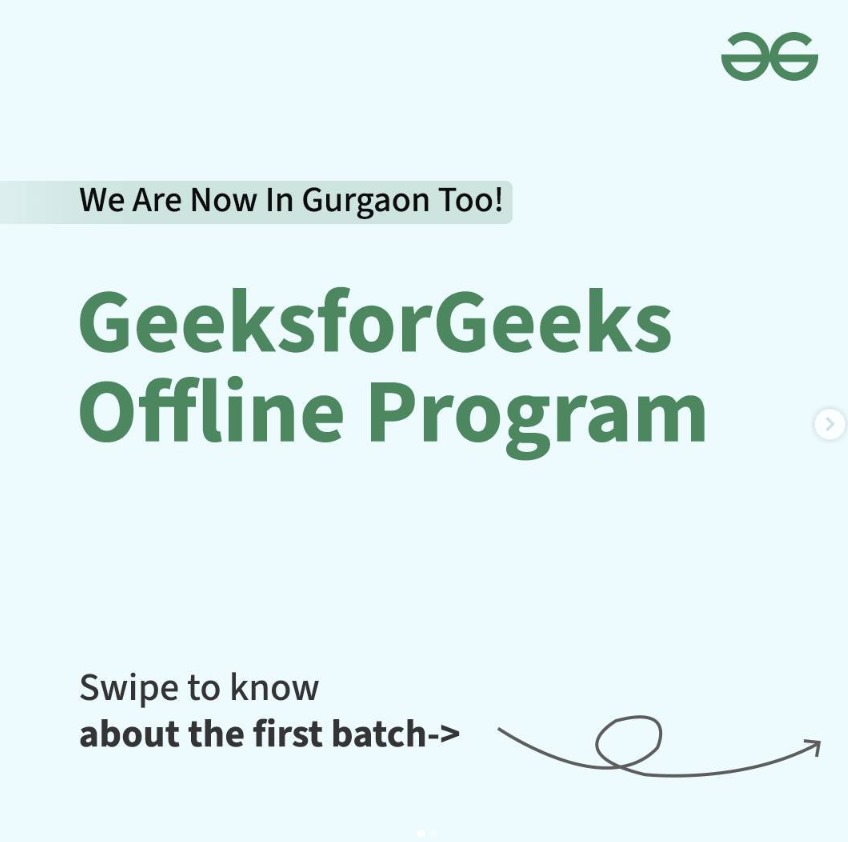 We Are Now In Gurgaon Too!
GeeksforGeeks
Offline Program
Swipe to know
about the first batch->